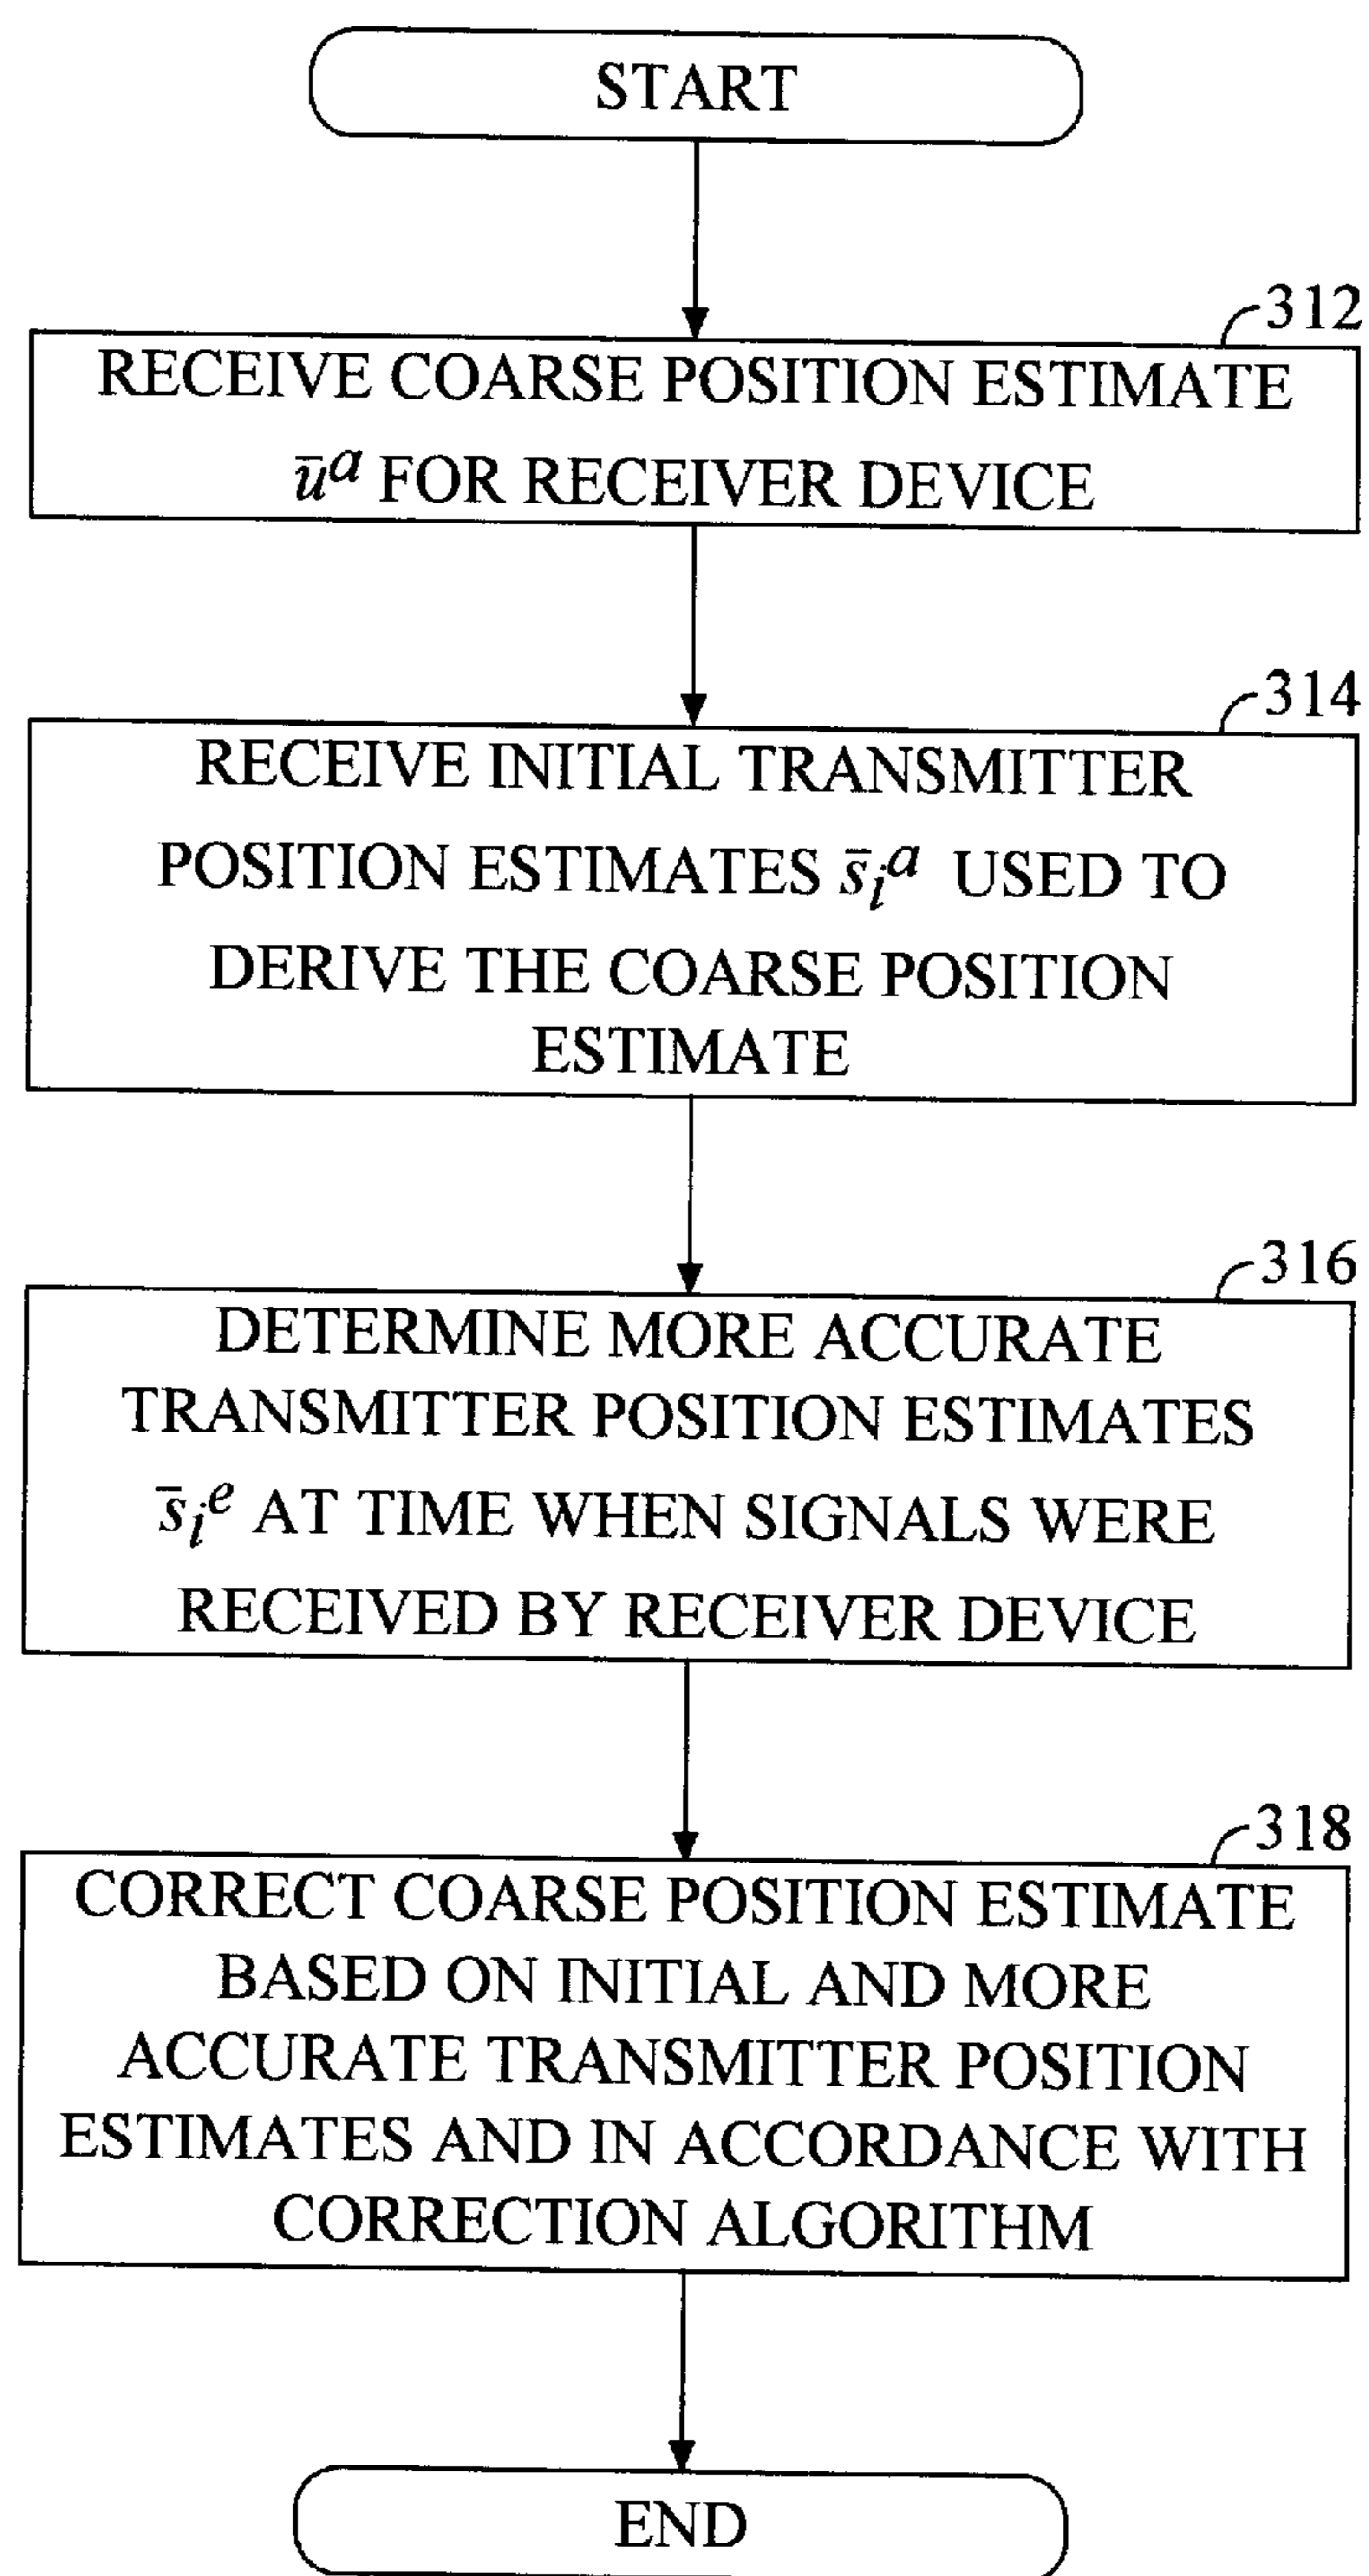 START
312
RECEIVE COARSE POSITION ESTIMATE
ū^a FOR RECEIVER DEVICE
314
RECEIVE INITIAL TRANSMITTER
POSITION ESTIMATES s̄_i^a USED TO
DERIVE THE COARSE POSITION
ESTIMATE
316
DETERMINE MORE ACCURATE
TRANSMITTER POSITION ESTIMATES
s̄_i^e AT TIME WHEN SIGNALS WERE
RECEIVED BY RECEIVER DEVICE
318
CORRECT COARSE POSITION ESTIMATE
BASED ON INITIAL AND MORE
ACCURATE TRANSMITTER POSITION
ESTIMATES AND IN ACCORDANCE WITH
CORRECTION ALGORITHM
END